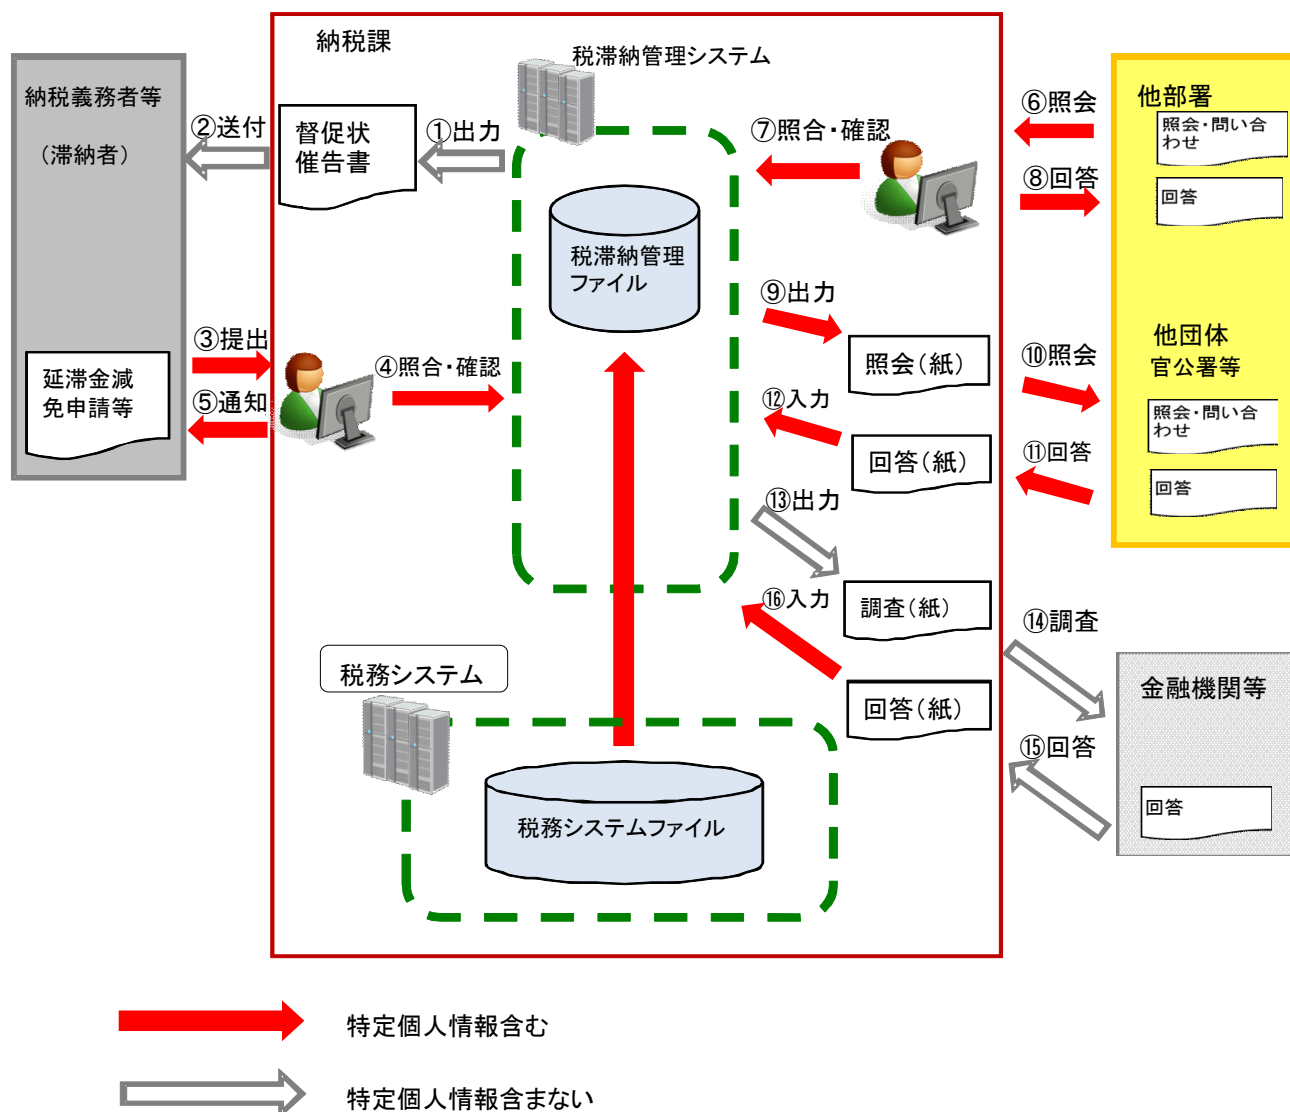 納税課
税滞納管理システム
納税義務者等
（滞納者）
②送付
督促状
催告書
①出力
⑦照合・確認
⑥照会
他部署
照会・問い合
わせ
⑧回答
回答
税滞納管理
ファイル
⑨出力
③提出
④照合・確認
延滞金減
免申請等
⑤通知
照会（紙）
⑩照会
他団体
官公署等
照会・問い合
わせ
⑫入力
回答（紙）
⑪回答
回答
⑬出力
⑯入力
調査（紙）
⑭調査
税務システム
回答（紙）
金融機関等
⑮回答
回答
税務システムファイル
特定個人情報含む
特定個人情報含まない